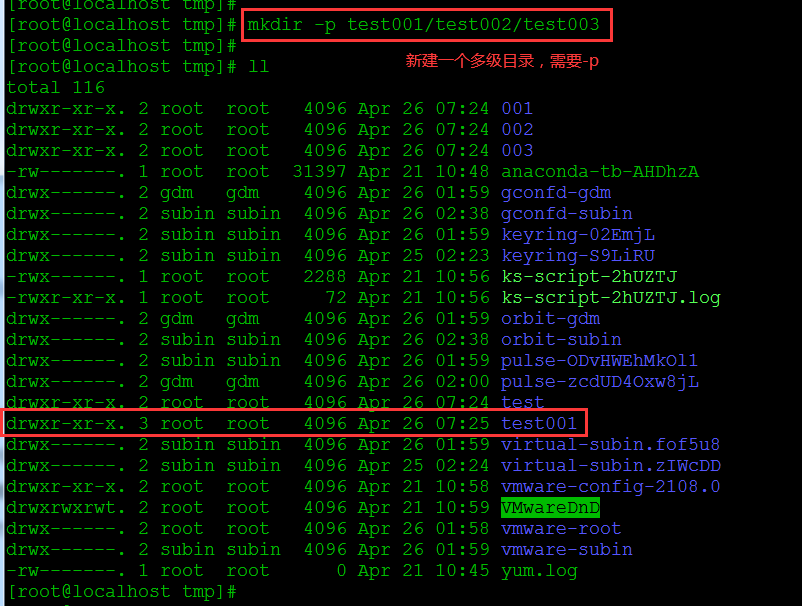 [root@localhost tmp]#
[root@localhost tmp]# mkdir -p test001/test002/test003
[root@localhost tmp]#
[root@localhost tmp]# ll
新建一个多级目录，需要-p
total 116
drwxr-xr-x. 2 root root 4096 Apr 26 07:24 001
drwxr-xr-x. 2 root root 4096 Apr 26 07:24 002
drwxr-xr-x. 2 root root 4096 Apr 26 07:24 003
-rw-------. 1 root root 31397 Apr 21 10:48 anaconda-tb-AHDhzA
drwx------. 2 gdm gdm 4096 Apr 26 01:59 gconfd-gdm
drwx------. 2 subin subin 4096 Apr 26 02:38 gconfd-subin
drwx------. 2 subin subin 4096 Apr 26 01:59 keyring-02EmjL
drwx------. 2 subin subin 4096 Apr 25 02:23 keyring-S9LiRU
-rwx------. 1 root root 2288 Apr 21 10:56 ks-script-2hUZTJ
-rwxr-xr-x. 1 root root 72 Apr 21 10:56 ks-script-2hUZTJ.log
drwx------. 2 gdm gdm 4096 Apr 26 01:59 orbit-gdm
drwx------. 2 subin subin 4096 Apr 26 02:38 orbit-subin
drwx------. 2 subin subin 4096 Apr 26 01:59 pulse-ODvHWEhMkOl1
drwx------. 2 gdm gdm 4096 Apr 26 02:00 pulse-zcdUD4Oxw8jL
drwxr-xr-x. 2 root root 4096 Apr 26 07:24 test
drwxr-xr-x. 3 root root 4096 Apr 26 07:25 test001
drwx------. 2 subin subin 4096 Apr 26 01:59 virtual-subin.fof5u8
drwx------. 2 subin subin 4096 Apr 25 02:24 virtual-subin.zIWcDD
drwxr-xr-x. 2 root root 4096 Apr 21 10:58 vmware-config-2108.0
drwxrwxrwt. 2 root root 4096 Apr 21 10:59 VMwareDnD
drwx------. 2 root root 4096 Apr 26 01:58 vmware-root
drwx------. 2 subin subin 4096 Apr 26 01:59 vmware-subin
-rw-------. 1 root root 0 Apr 21 10:45 yum.log
[root@localhost tmp]#